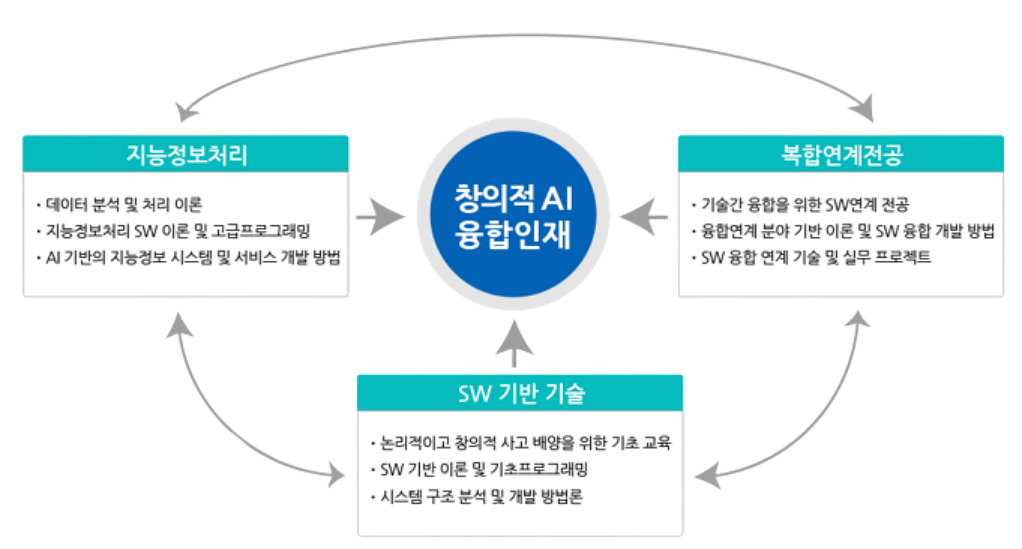 지능정보처리
· 데이터 분석 및 처리 이론
· 지능정보처리 SW 이론 및 고급프로그래밍
· AI 기반의 지능정보 시스템 및 서비스 개발 방법
창의적 AI
융합인재
복합연계전공
· 기술간 융합을 위한 SW연계 전공
· 융합연계 분야 기반 이론 및 SW 융합 개발 방법
· SW 융합 연계 기술 및 실무 프로젝트
SW 기반 기술
· 논리적이고 창의적 사고 배양을 위한 기초 교육
· SW 기반 이론 및 기초프로그래밍
· 시스템 구조 분석 및 개발 방법론